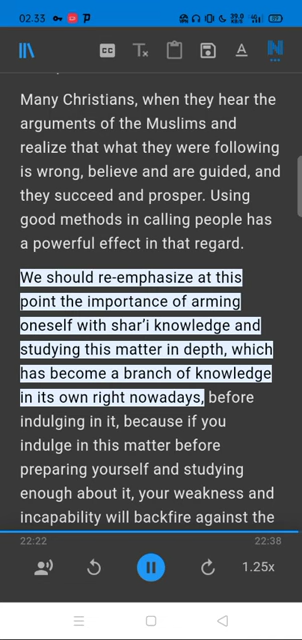 02.33
Many Christians, when they hear the
arguments of the Muslims and
realize that what they were following
is wrong, believe and are guided, and
they succeed and prosper. Using
good methods in calling people has
a powerful effect in that regard.
We should re-emphasize at this
point the importance of arming
oneself with shar’i knowledge and
studying this matter in depth, which
has become a branch of knowledge
in its own right nowadays, before
indulging in it, because if you
indulge in this matter before
preparing yourself and studying
enough about it, your weakness and
incapability will backfire against the
22:22 22:38
1.25x